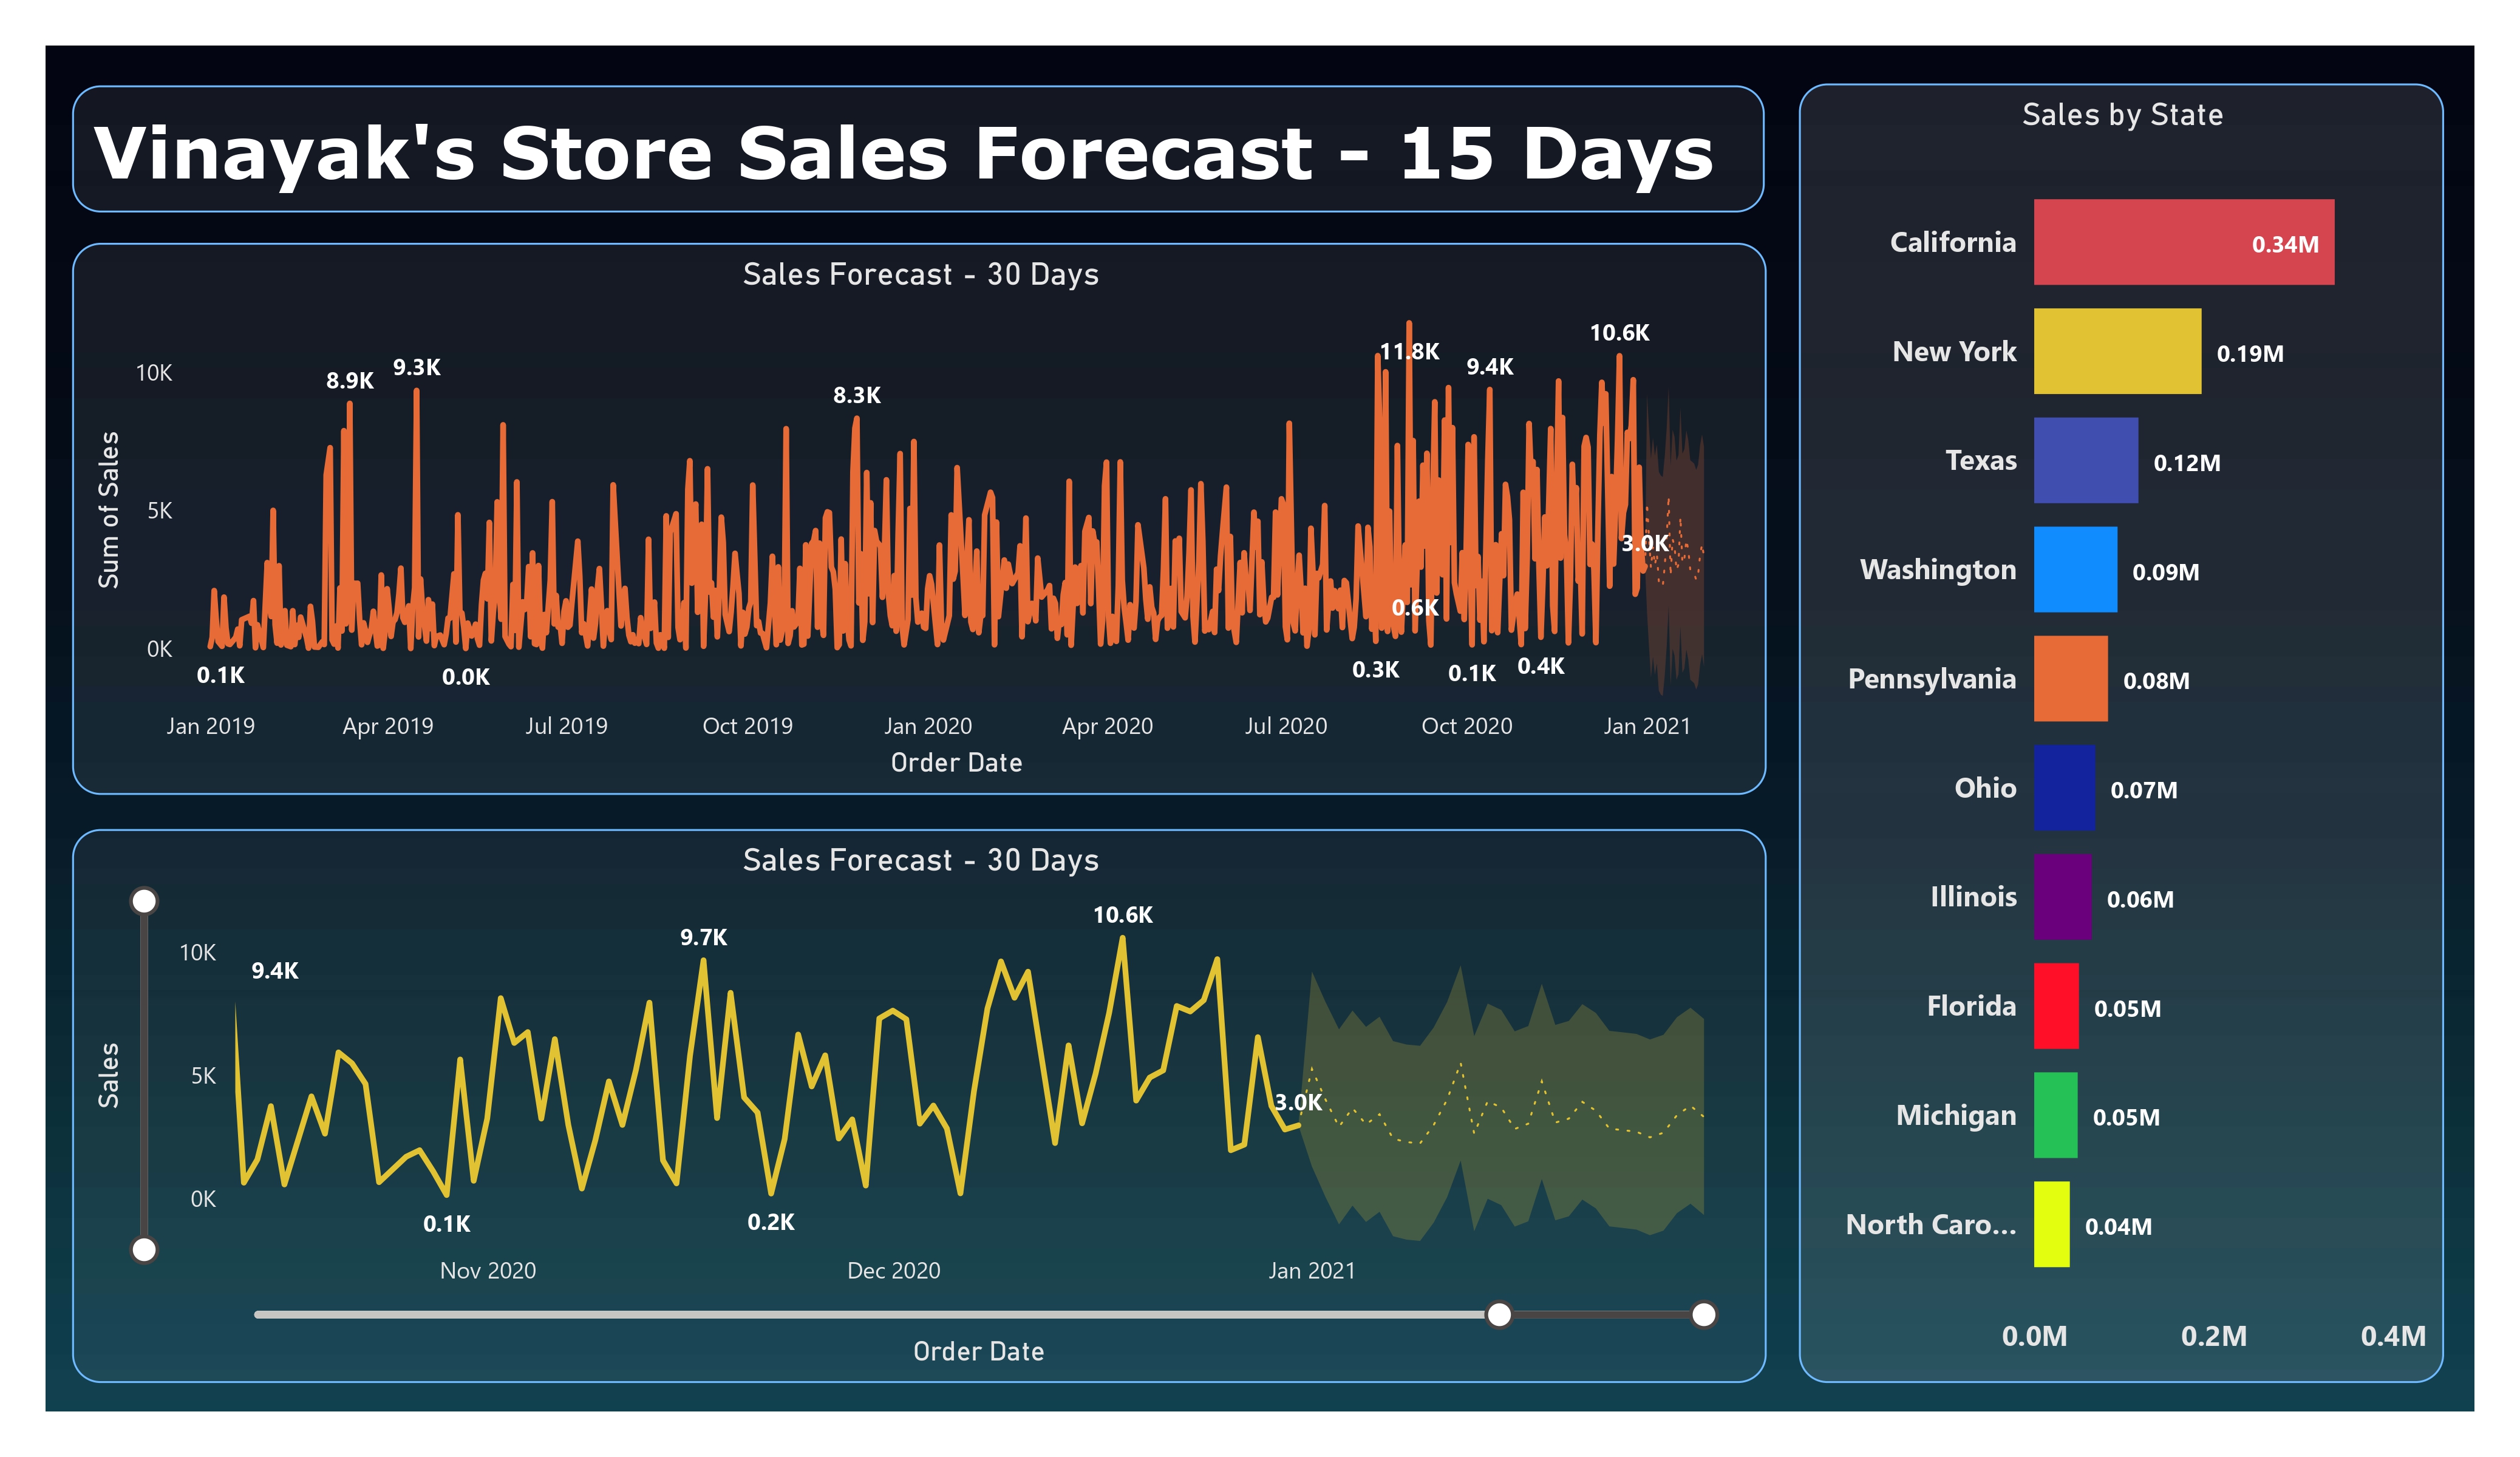 Vinayak's Store Sales Forecast - 15 Days
Sales Forecast - 30 Days
Sum of Sales
10K
5K
0K
0.1K
8.9K
9.3K
0.0K
8.3K
0.3K
11.8K
0.6K
9.4K
0.1K
0.4K
10.6K
3.0K
Jan 2019
Apr 2019
Jul 2019
Oct 2019
Jan 2020
Apr 2020
Jul 2020
Oct 2020
Jan 2021
Order Date
Sales Forecast - 30 Days
Sales
10K
5K
0K
9.4K
0.1K
9.7K
0.2K
10.6K
3.0K
Nov 2020
Dec 2020
Jan 2021
Order Date
Sales by State
California 0.34M
New York 0.19M
Texas 0.12M
Washington 0.09M
Pennsylvania 0.08M
Ohio 0.07M
Illinois 0.06M
Florida 0.05M
Michigan 0.05M
North Caro... 0.04M
0.0M 0.2M 0.4M